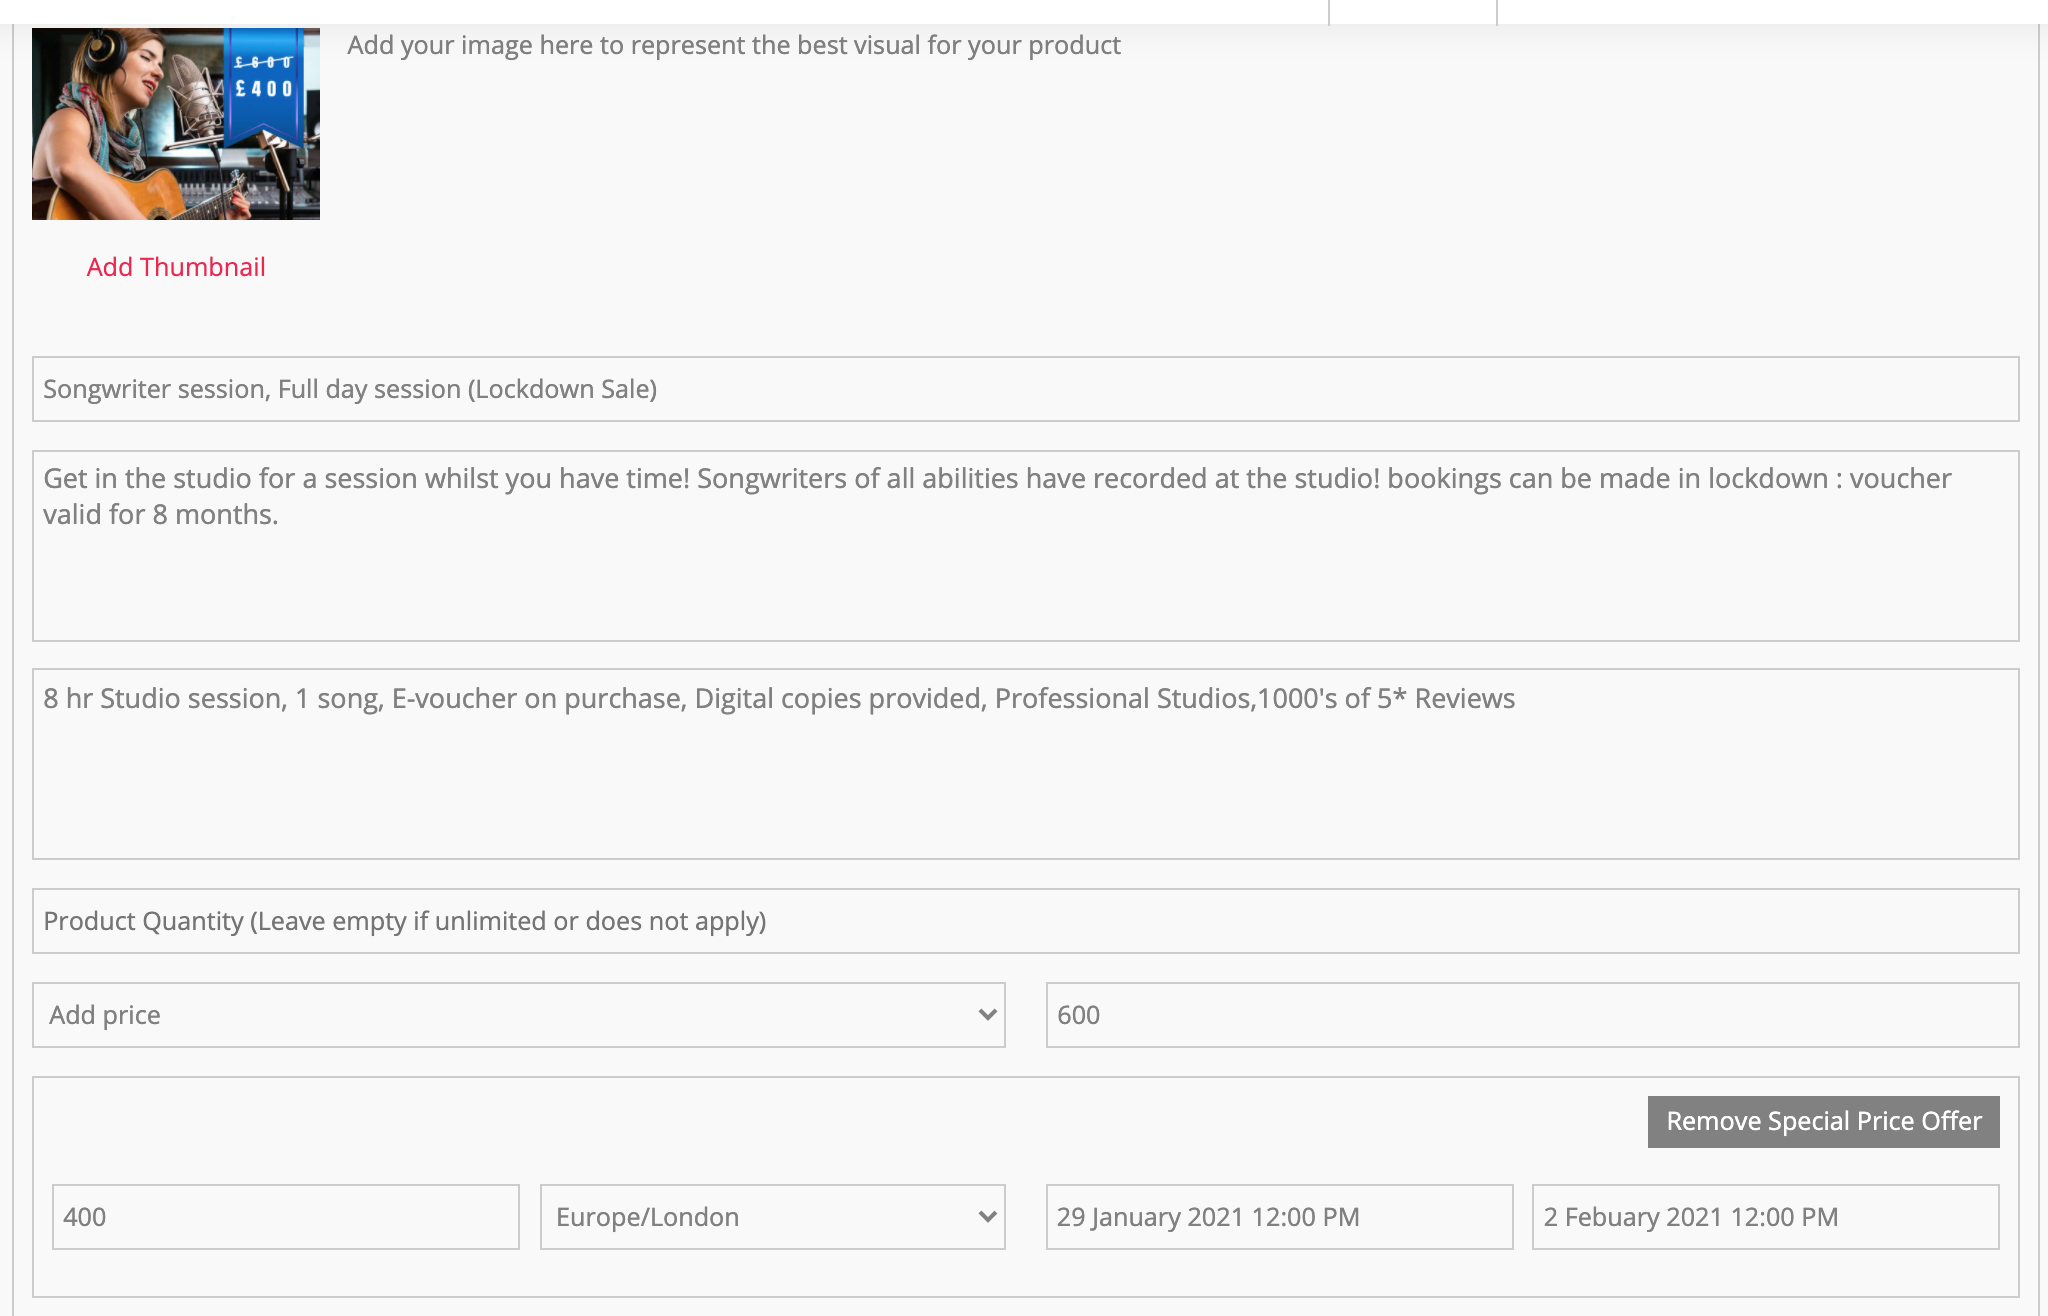 £600
£400
Add your image here to represent the best visual for your product
Add Thumbnail
Songwriter session, Full day session (Lockdown Sale)
Get in the studio for a session whilst you have time! Songwriters of all abilities have recorded at the studio! bookings can be made in lockdown : voucher
valid for 8 months.
8 hr Studio session, 1 song, E-voucher on purchase, Digital copies provided, Professional Studios,1000's of 5* Reviews
Product Quantity (Leave empty if unlimited or does not apply)
Add price
600
Remove Special Price Offer
400
Europe/London
29 January 2021 12:00 PM
2 Febuary 2021 12:00 PM